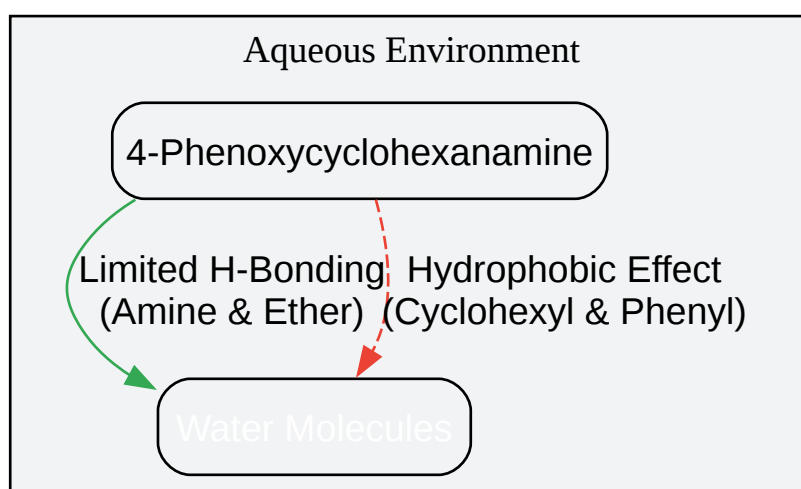 Aqueous Environment
4-Phenoxycyclohexanamine
Limited H-Bonding
(Amine & Ether)
Hydrophobic Effect
(Cyclohexyl & Phenyl)
Water Molecules